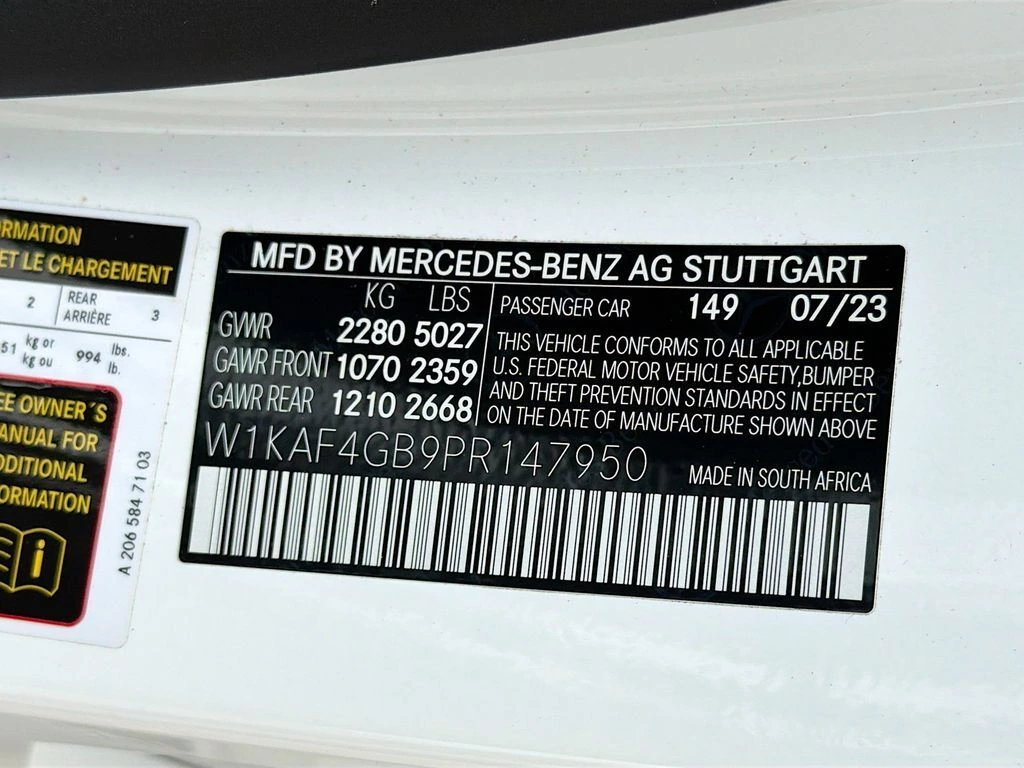 RMATION
ET LE CHARGEMENT
2 REAR ARRIÈRE 3
51 kg or kg ou 994 lbs. lb.
EE OWNER´S
ANUAL FOR
DDITIONAL
ORMATION
A 206 584 71 03
MFD BY MERCEDES-BENZ AG STUTTGART
KG LBS
GVWR 2280 5027
GAWR FRONT 1070 2359
GAWR REAR 1210 2668
PASSENGER CAR 149 07/23
THIS VEHICLE CONFORMS TO ALL APPLICABLE
U.S. FEDERAL MOTOR VEHICLE SAFETY,BUMPER
AND THEFT PREVENTION STANDARDS IN EFFECT
ON THE DATE OF MANUFACTURE SHOWN ABOVE
W1KAF4GB9PR147950
MADE IN SOUTH AFRICA